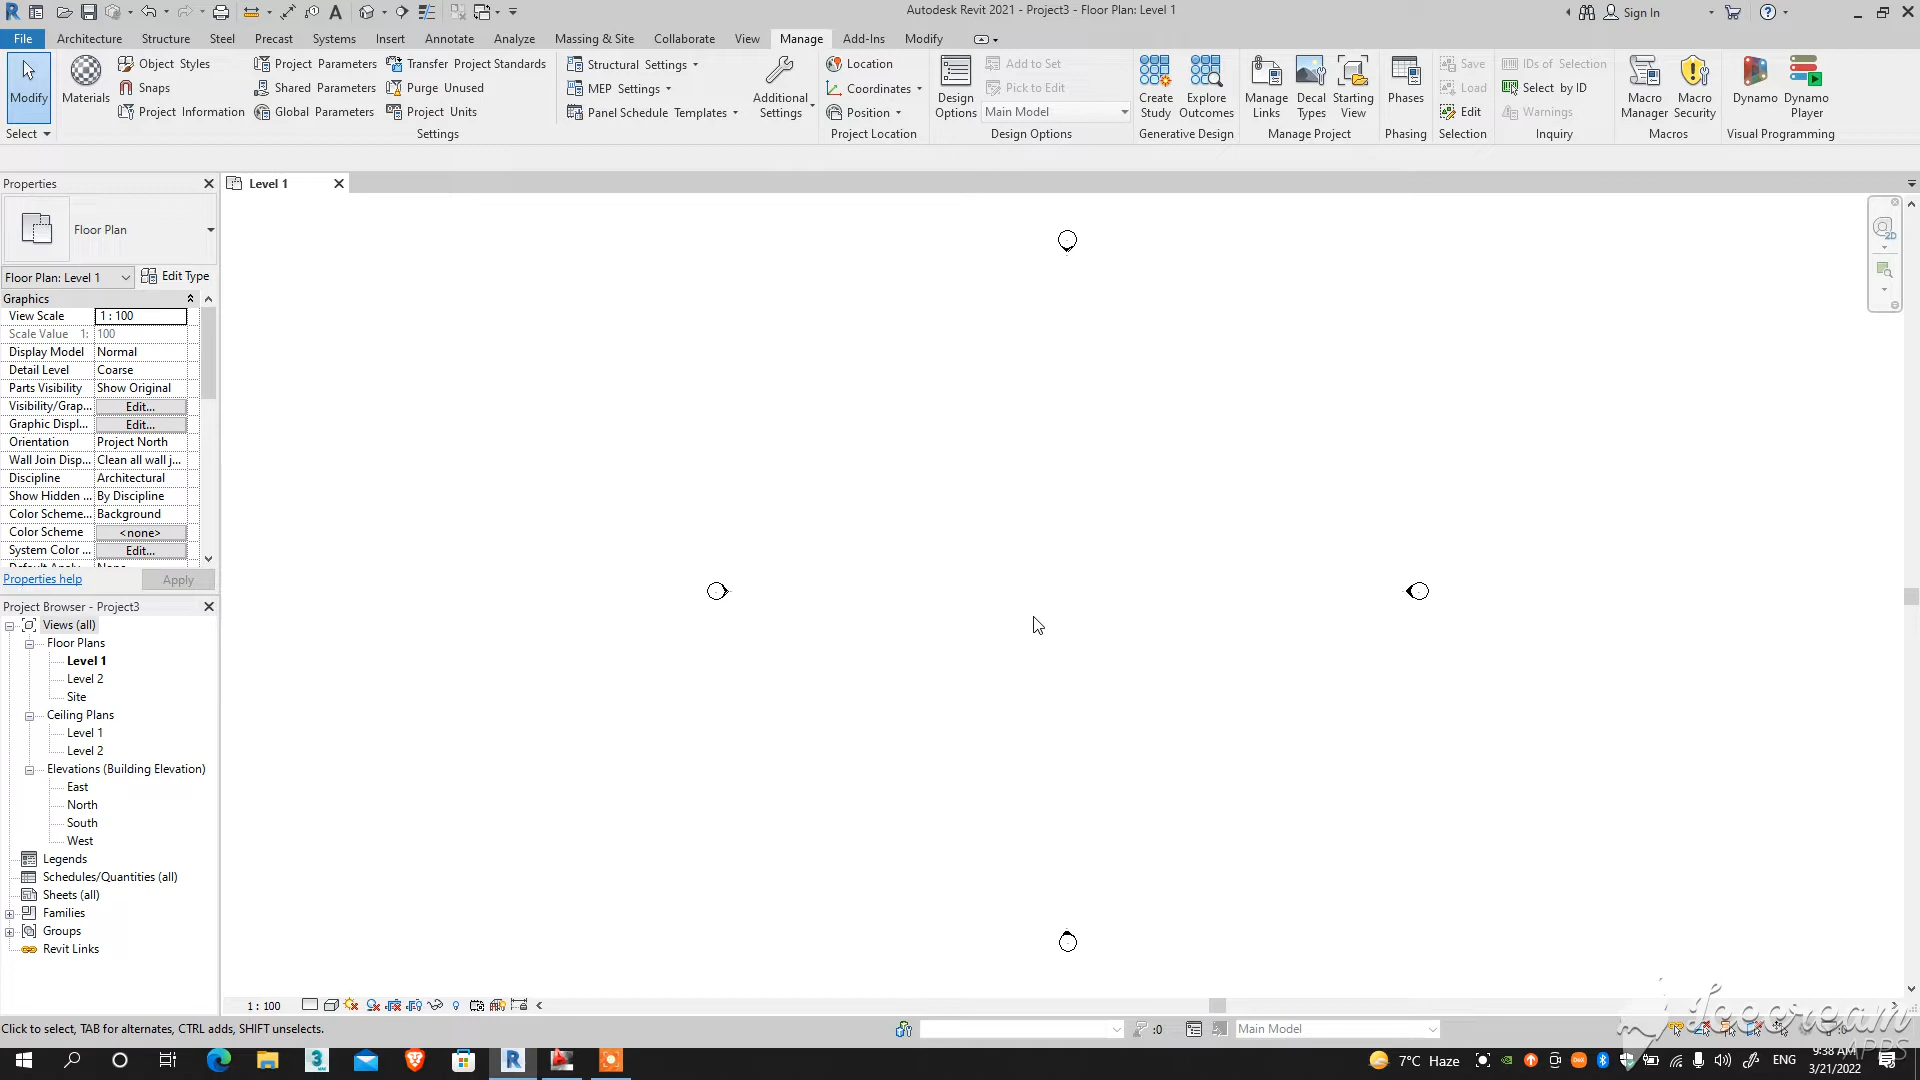 Autodesk Revit 2021 - Project3 - Floor Plan: Level 1
Sign In
File Architecture Structure Steel Precast Systems Insert Annotate Analyze Massing & Site Collaborate View Manage Add-Ins Modify
Modify
Select
Materials
Object Styles
Snaps
Project Information
Project Parameters
Shared Parameters
Global Parameters
Transfer Project Standards
Purge Unused
Project Units
Settings
Structural Settings
MEP Settings
Panel Schedule Templates
Additional
Settings
Location
Coordinates
Position
Project Location
Design
Options
Add to Set
Pick to Edit
Main Model
Design Options
Create
Study
Explore
Outcomes
Generative Design
Manage
Links
Decal
Types
Starting
View
Manage Project
Phases
Phasing
Save
Load
Edit
Selection
IDs of Selection
Select by ID
Warnings
Inquiry
Macro
Manager
Macro
Security
Macros
Dynamo
Dynamo
Player
Visual Programming
Properties
Level 1
Floor Plan
Floor Plan: Level 1
Edit Type
Graphics
View Scale 1 : 100
Scale Value 1: 100
Display Model Normal
Detail Level Coarse
Parts Visibility Show Original
Visibility/Grap... Edit...
Graphic Displ... Edit...
Orientation Project North
Wall Join Disp... Clean all wall j...
Discipline Architectural
Show Hidden ... By Discipline
Color Scheme... Background
Color Scheme <none>
System Color ... Edit...
Properties help
Apply
Project Browser - Project3
Views (all)
Floor Plans
Level 1
Level 2
Site
Ceiling Plans
Level 1
Level 2
Elevations (Building Elevation)
East
North
South
West
Legends
Schedules/Quantities (all)
Sheets (all)
Families
Groups
Revit Links
2D
1 : 100
Click to select, TAB for alternates, CTRL adds, SHIFT unselects.
:0
Main Model
Icecream
APPS
7°C Haze
ENG
9:38 AM
3/21/2022